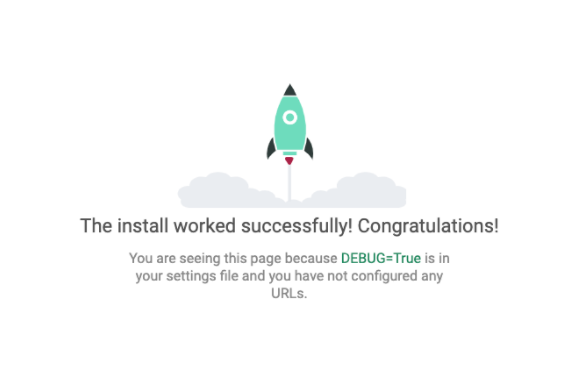 The install worked successfully! Congratulations!
You are seeing this page because DEBUG=True is in
your settings file and you have not configured any
URLs.